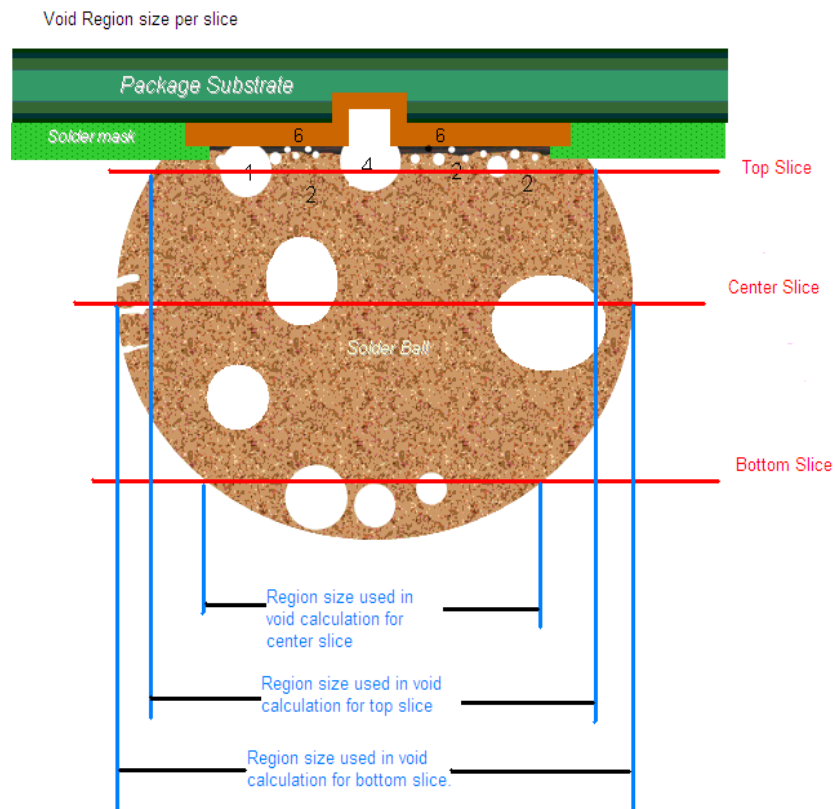 Void Region size per slice
Package Substrate
Solder mask
6
6
1
4
2
2
2
Top Slice
Center Slice
Solder Ball
Bottom Slice
Region size used in
void calculation for
center slice
Region size used in void
calculation for top slice
Region size used in void
calculation for bottom slice.